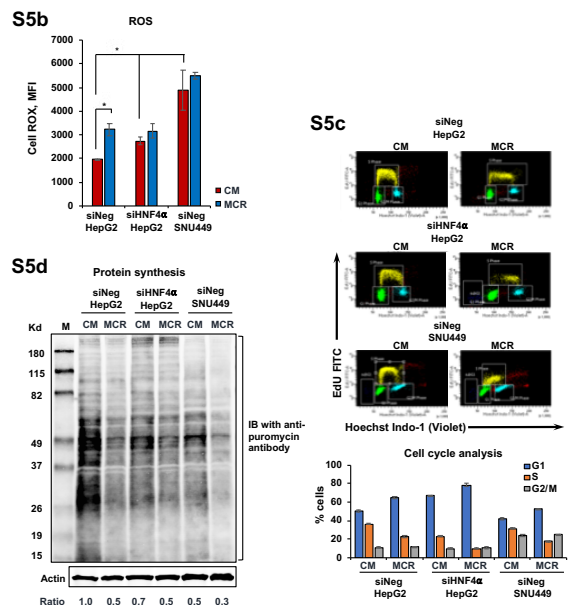 S5b
ROS
*
*
Cell ROX, MFI
7000
6000
5000
4000
3000
2000
1000
0
CM
MCR
siNeg HepG2
siHNF4α HepG2
siNeg SNU449
S5c
siNeg
HepG2
CM MCR
siHNF4α
HepG2
CM MCR
siNeg
SNU449
CM MCR
EdU FITC
Hoechst Indo-1 (Violet)
Cell cycle analysis
G1
S
G2/M
% cells
100
80
60
40
20
0
CM MCR CM MCR CM MCR
siNeg HepG2
siHNF4α HepG2
siNeg SNU449
S5d
Protein synthesis
siNeg HepG2
siHNF4α HepG2
siNeg SNU449
Kd M CM MCR CM MCR CM MCR
180
115
82
49
37
26
19
15
IB with anti-
puromycin
antibody
Actin
Ratio 1.0 0.5 0.7 0.5 0.5 0.3